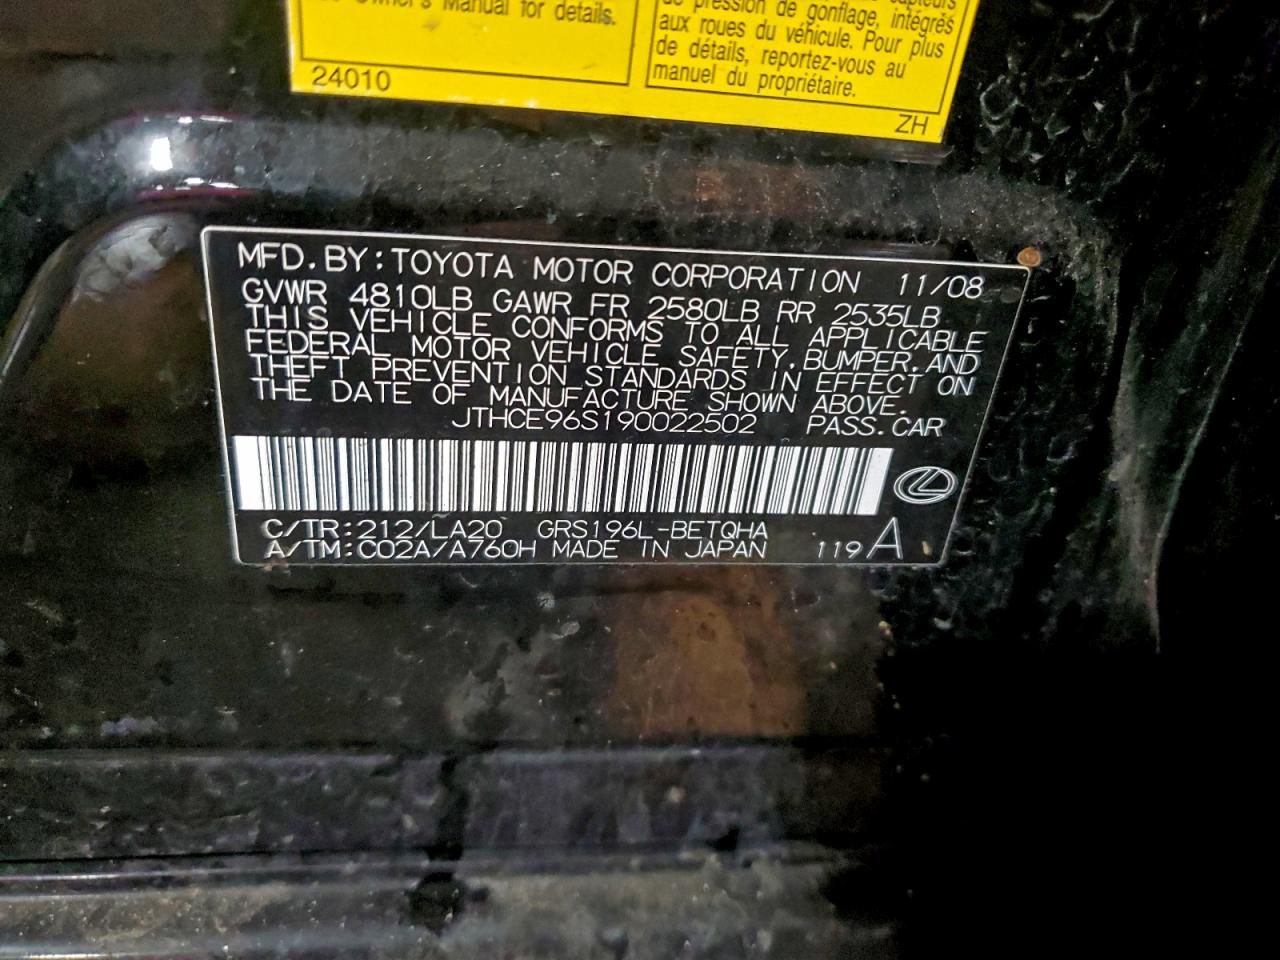 Owner's Manual for details.
24010
capteurs
de pression de gonflage, intégrés
aux roues du véhicule. Pour plus
de détails, reportez-vous au
manuel du propriétaire.
ZH
MFD. BY: TOYOTA MOTOR CORPORATION 11/08
GVWR 4810LB GAWR FR 2580LB RR 2535LB
THIS VEHICLE CONFORMS TO ALL APPLICABLE
FEDERAL MOTOR VEHICLE SAFETY, BUMPER, AND
THEFT PREVENTION STANDARDS IN EFFECT ON
THE DATE OF MANUFACTURE SHOWN ABOVE.
JTHCE96S190022502 PASS. CAR
C/TR: 212/LA20 GRS196L-BETQHA
A/TM: C02A/A760H MADE IN JAPAN 119 A